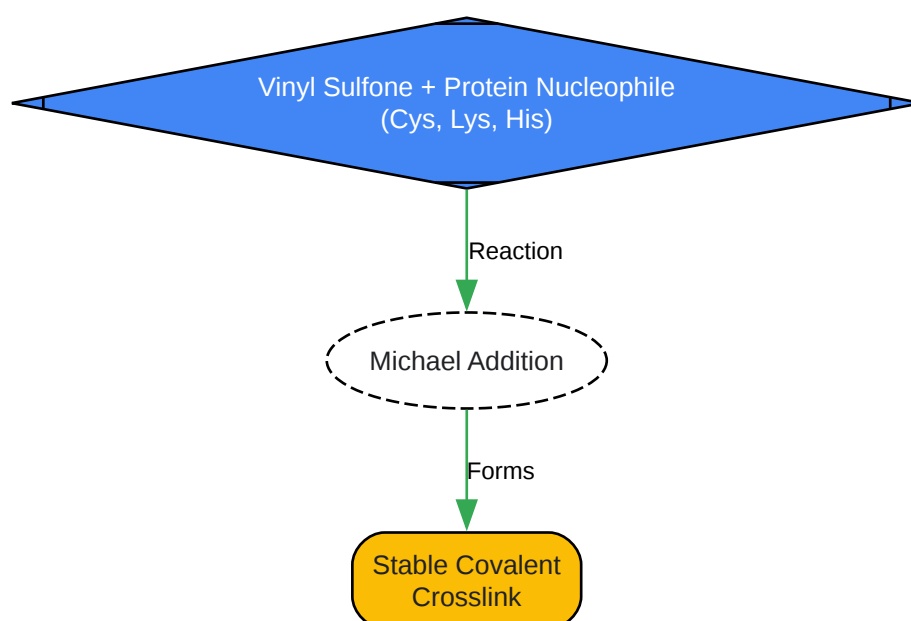 Vinyl Sulfone + Protein Nucleophile
(Cys, Lys, His)
Reaction
Michael Addition
Forms
Stable Covalent
Crosslink